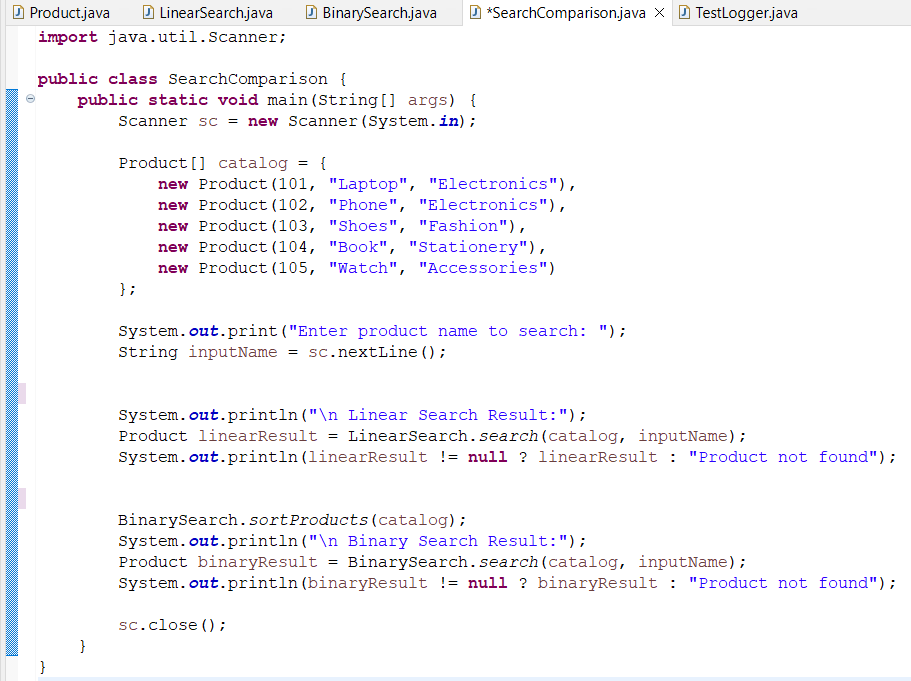 Product.java LinearSearch.java BinarySearch.java *SearchComparison.java TestLogger.java
import java.util.Scanner;
public class SearchComparison {
public static void main(String[] args) {
Scanner sc = new Scanner(System.in);
Product[] catalog = {
new Product(101, "Laptop", "Electronics"),
new Product(102, "Phone", "Electronics"),
new Product(103, "Shoes", "Fashion"),
new Product(104, "Book", "Stationery"),
new Product(105, "Watch", "Accessories")
};
System.out.print("Enter product name to search: ");
String inputName = sc.nextLine();
System.out.println("\n Linear Search Result:");
Product linearResult = LinearSearch.search(catalog, inputName);
System.out.println(linearResult != null ? linearResult : "Product not found");
BinarySearch.sortProducts(catalog);
System.out.println("\n Binary Search Result:");
Product binaryResult = BinarySearch.search(catalog, inputName);
System.out.println(binaryResult != null ? binaryResult : "Product not found");
sc.close();
}
}